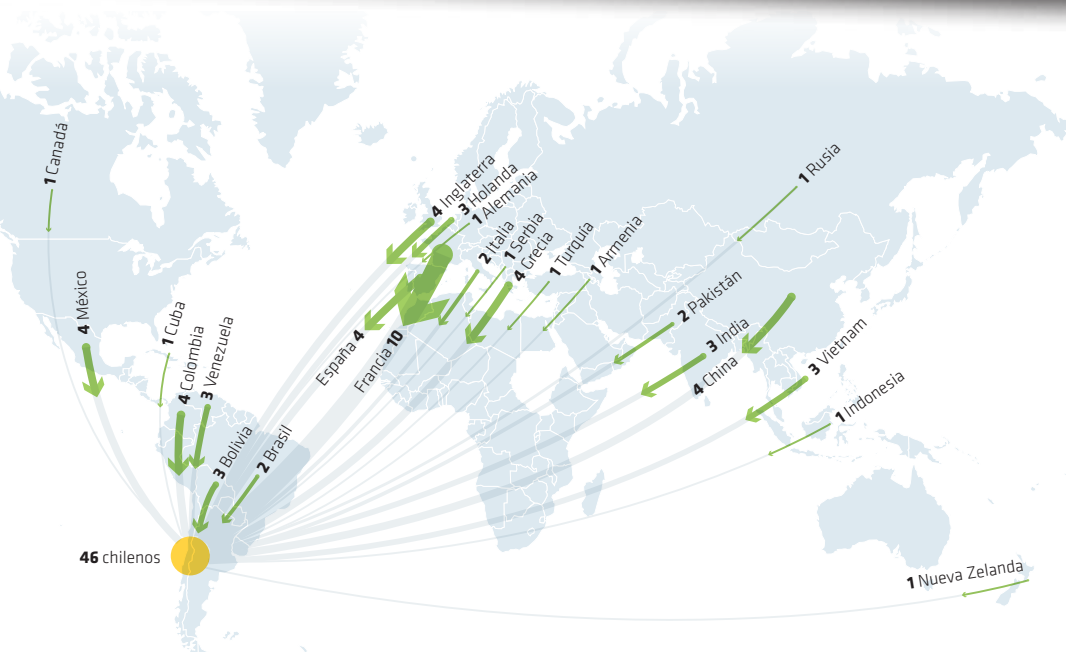 1 Canadá
4 México
1 Cuba
4 Colombia
3 Venezuela
3 Bolivia
2 Brasil
46 chilenos
4 Inglaterra
3 Holanda
1 Alemania
España 4
Francia 10
2 Italia
1 Serbia
4 Grecia
1 Turquía
1 Armenia
1 Rusia
2 Pakistán
3 India
4 China
3 Vietnam
1 Indonesia
1 Nueva Zelanda